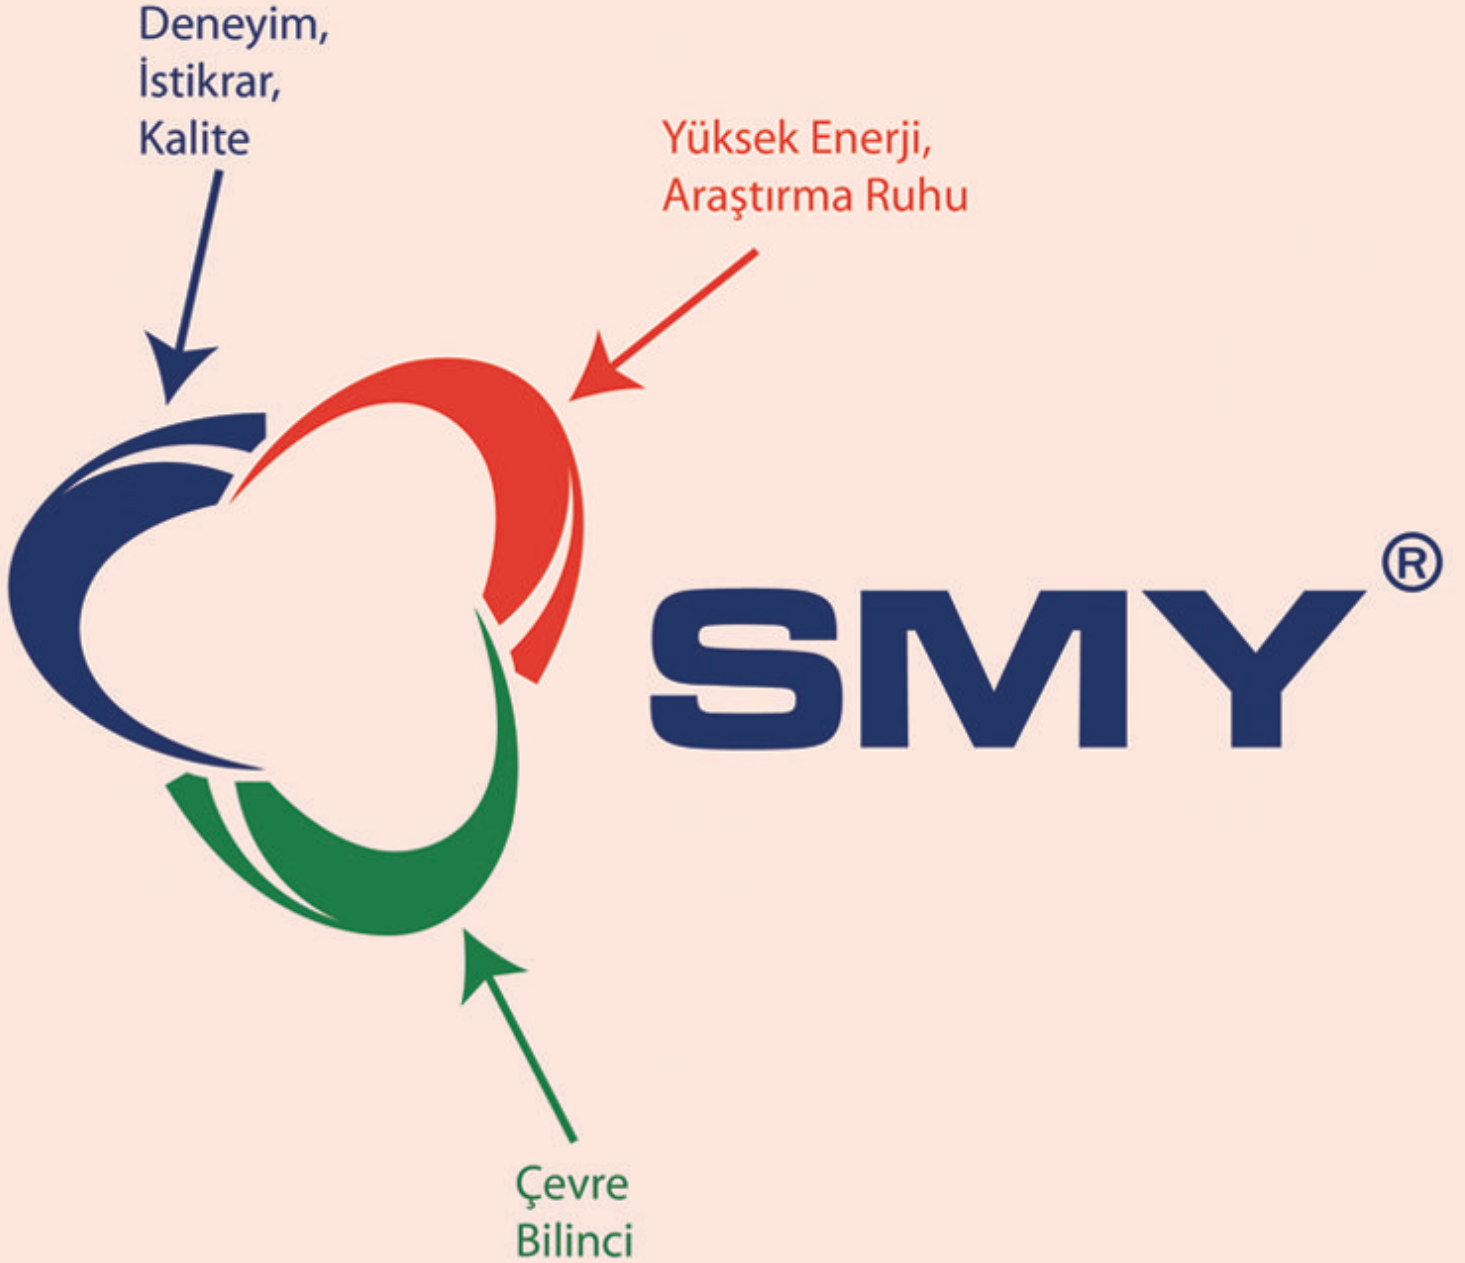 Deneyim,
İstikrar,
Kalite
Yüksek Enerji,
Araştırma Ruhu
SMY®
Çevre
Bilinci